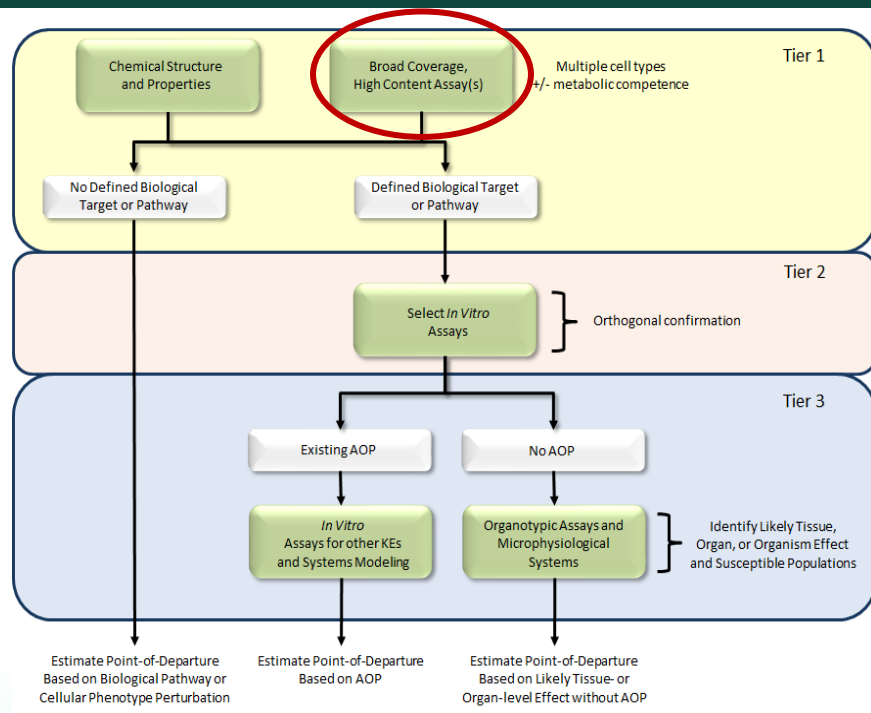 Tier 1
Chemical Structure
and Properties
Broad Coverage,
High Content Assay(s)
Multiple cell types
+/- metabolic competence
No Defined Biological
Target or Pathway
Defined Biological Target
or Pathway
Tier 2
Select In Vitro
Assays
Orthogonal confirmation
Tier 3
Existing AOP
No AOP
In Vitro
Assays for other KEs
and Systems Modeling
Organotypic Assays and
Microphysiological
Systems
Identify Likely Tissue,
Organ, or Organism Effect
and Susceptible Populations
Estimate Point-of-Departure
Based on Biological Pathway or
Cellular Phenotype Perturbation
Estimate Point-of-Departure
Based on AOP
Estimate Point-of-Departure
Based on Likely Tissue- or
Organ-level Effect without AOP